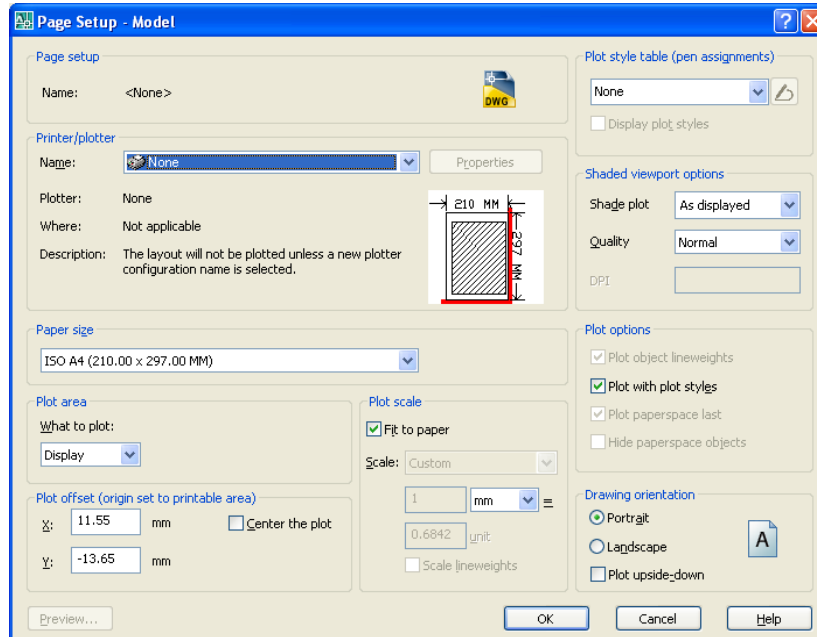 Page Setup - Model
Page setup
Name: <None>
DWG
Printer/plotter
Name: None
Properties
Plotter: None
Where: Not applicable
Description: The layout will not be plotted unless a new plotter
configuration name is selected.
210 MM
297 MM
Paper size
ISO A4 (210.00 x 297.00 MM)
Plot area
What to plot:
Display
Plot offset (origin set to printable area)
X: 11.55 mm
Center the plot
Y: -13.65 mm
Plot scale
Fit to paper
Scale: Custom
1 mm =
0.6842 unit
Scale lineweights
Plot style table (pen assignments)
None
Display plot styles
Shaded viewport options
Shade plot As displayed
Quality Normal
DPI
Plot options
Plot object lineweights
Plot with plot styles
Plot paperspace last
Hide paperspace objects
Drawing orientation
Portrait
A
Landscape
Plot upside-down
Preview...
OK
Cancel
Help